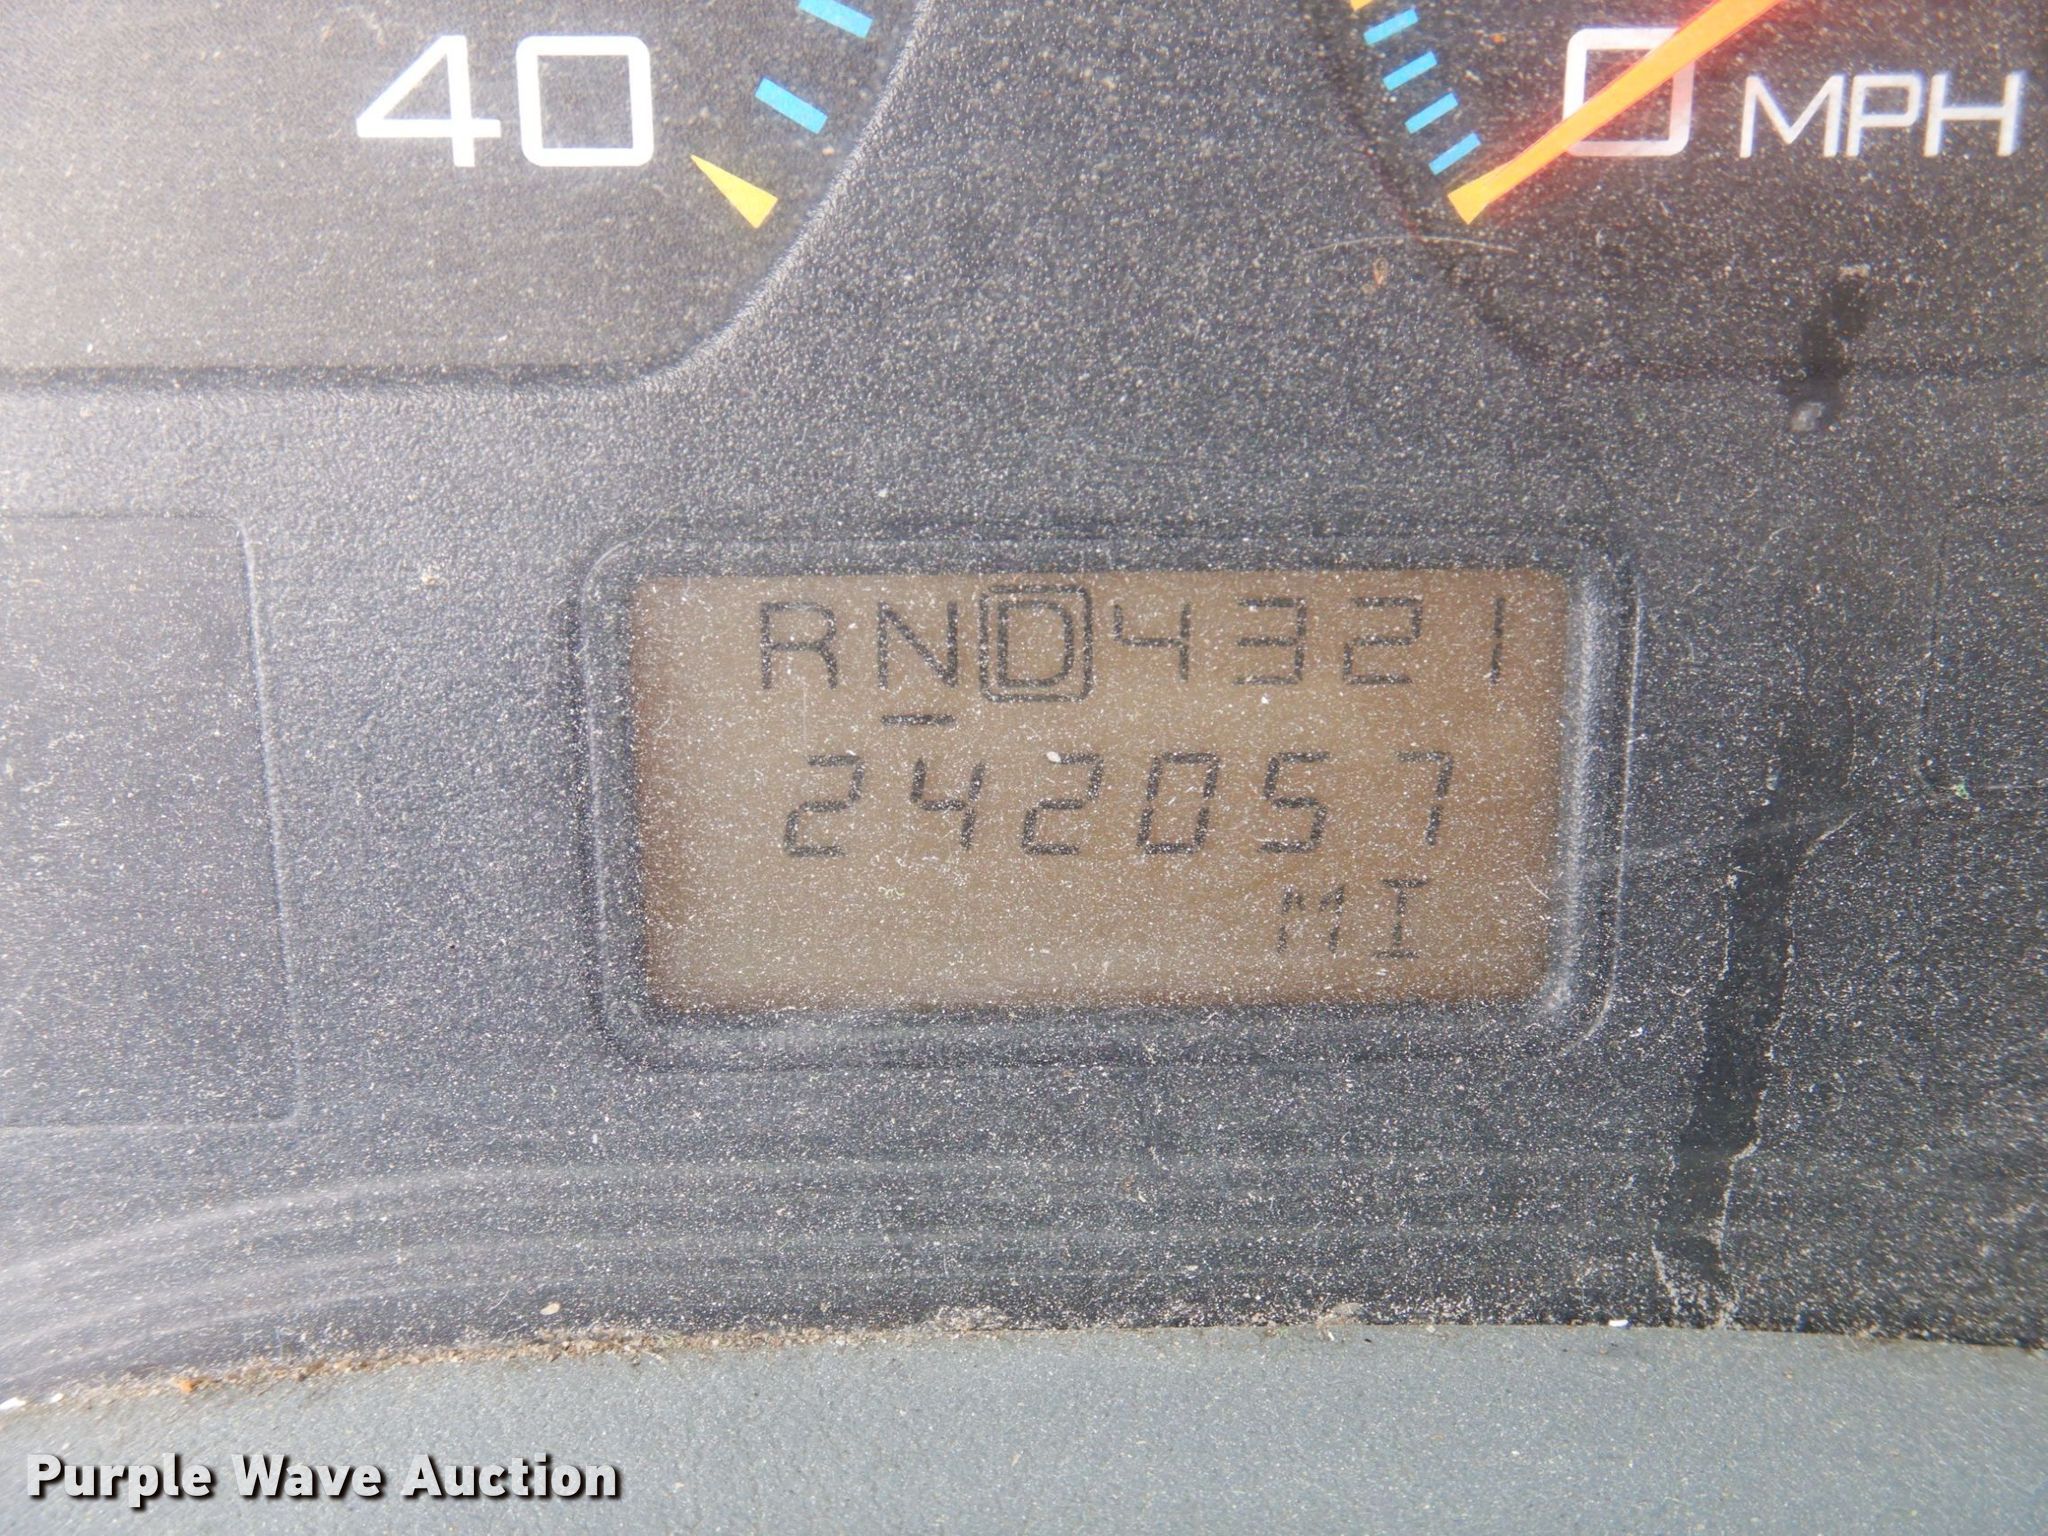 40
0 MPH
RND4321
242057
MI
Purple Wave Auction